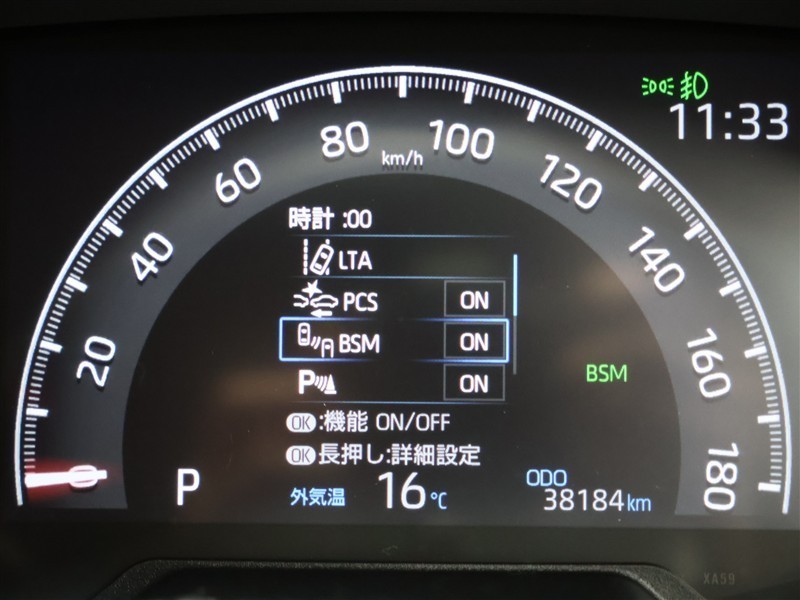 11:33
0
20
40
60
80
100
120
140
160
180
km/h
時計 :00
LTA
PCS ON
BSM ON
P ON
OK:機能 ON/OFF
OK長押し:詳細設定
BSM
P
外気温 16℃
ODO
38184km
XA59